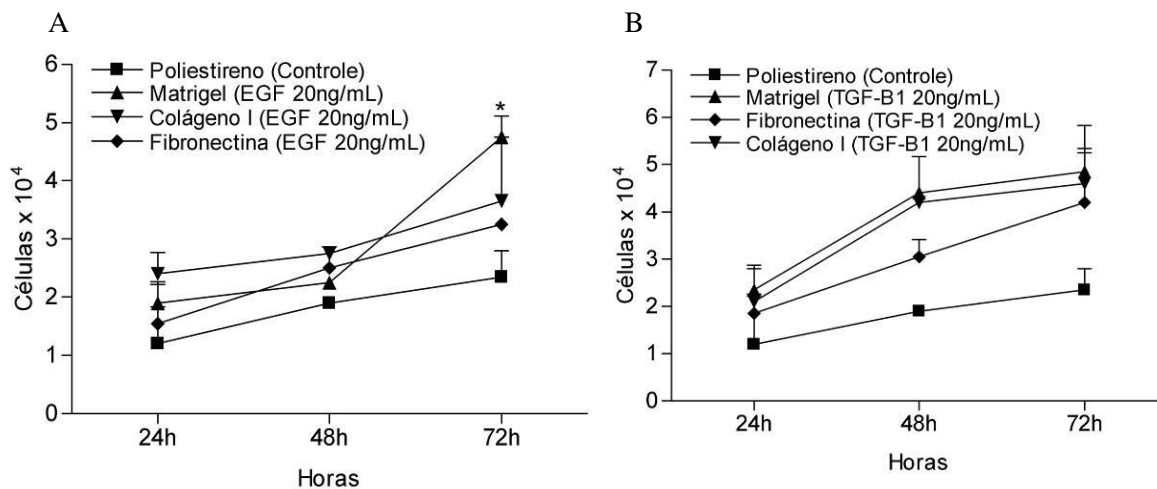 A
Células x 10⁴
6
5
4
3
2
1
0
Poliestireno (Controle)
Matrigel (EGF 20ng/mL)
Colágeno I (EGF 20ng/mL)
Fibronectina (EGF 20ng/mL)
*
24h
48h
72h
Horas
B
Células x 10⁴
7
6
5
4
3
2
1
0
Poliestireno (Controle)
Matrigel (TGF-B1 20ng/mL)
Fibronectina (TGF-B1 20ng/mL)
Colágeno I (TGF-B1 20ng/mL)
24h
48h
72h
Horas